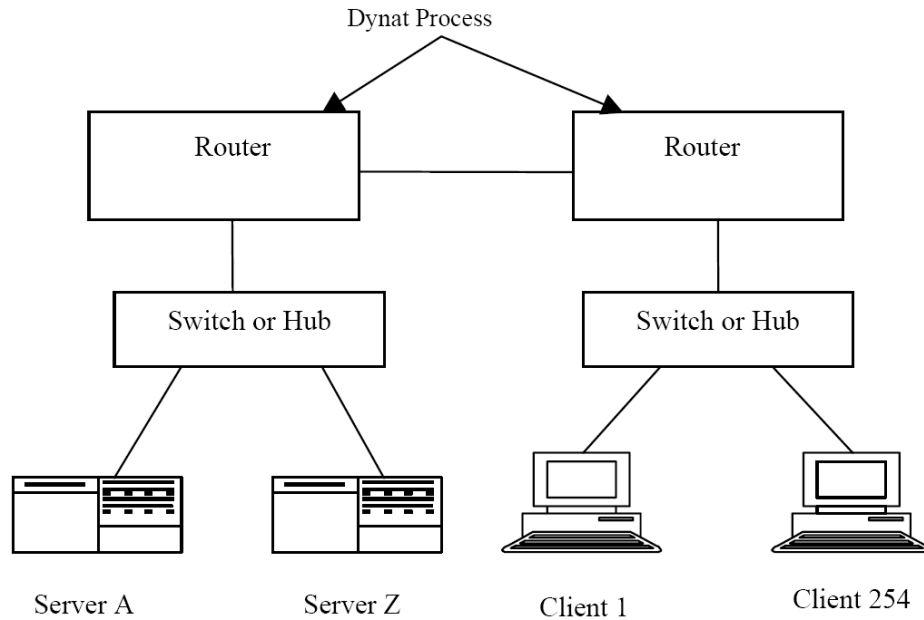 Dynat Process
Router
Router
Switch or Hub
Switch or Hub
Server A
Server Z
Client 1
Client 254